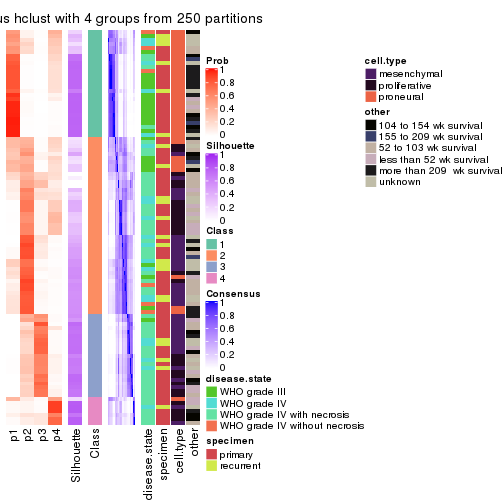 us hclust with 4 groups from 250 partitions
Prob
1
0.8
0.6
0.4
0.2
0
Silhouette
1
0.8
0.6
0.4
0.2
0
Class
1
2
3
4
Consensus
1
0.8
0.6
0.4
0.2
0
disease.state
WHO grade III
WHO grade IV
WHO grade IV with necrosis
WHO grade IV without necrosis
specimen
primary
recurrent
cell.type
mesenchymal
proliferative
proneural
other
104 to 154 wk survival
155 to 209 wk survival
52 to 103 wk survival
less than 52 wk survival
more than 209 wk survival
unknown
p1
p2
p3
p4
Silhouette
Class
disease.state
specimen
cell.type
other